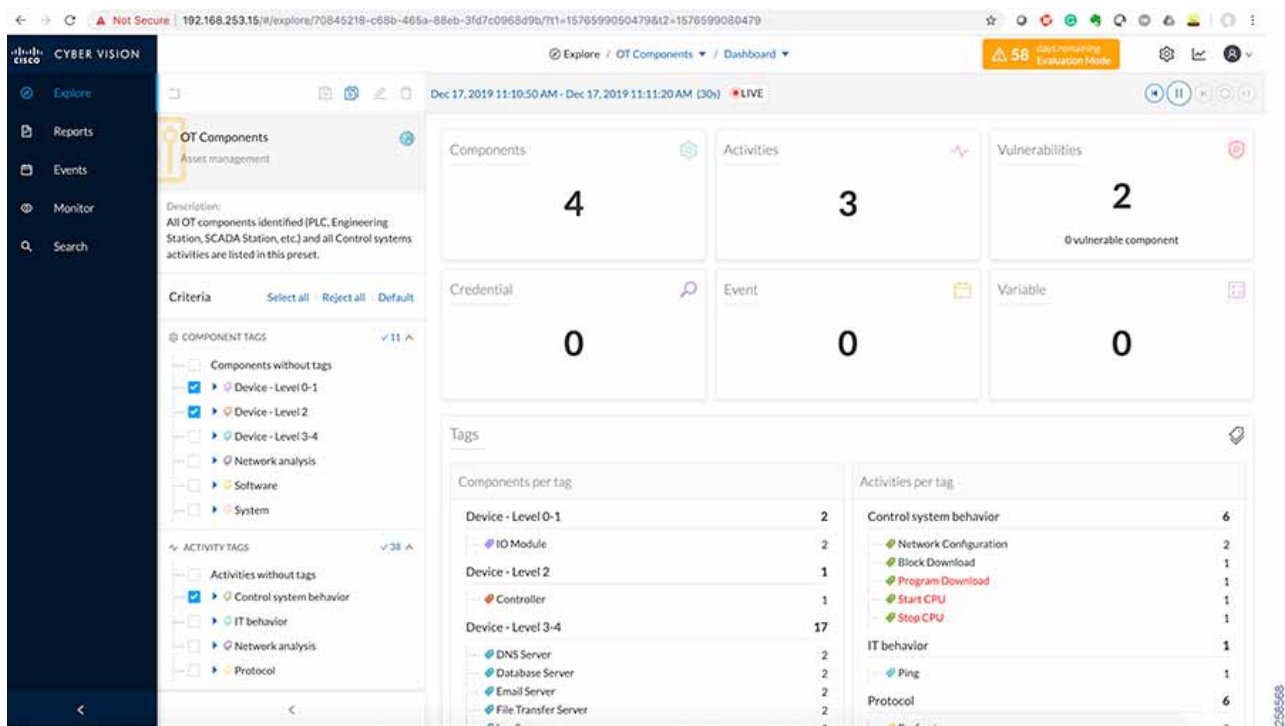 Not Secure | 192.168.253.15/#/explore/70845218-c68b-465a-88eb-3fd7c0968d9b/?t1=1576599050479&t2=1576599080479
CISCO CYBER VISION
Explore / OT Components / Dashboard
58 days remaining Evaluation Mode
Explore
Reports
Events
Monitor
Search
OT Components
Asset management
Description:
All OT components identified (PLC, Engineering
Station, SCADA Station, etc.) and all Control systems
activities are listed in this preset.
Criteria Select all Reject all Default
COMPONENT TAGS 11
Components without tags
Device - Level 0-1
Device - Level 2
Device - Level 3-4
Network analysis
Software
System
ACTIVITY TAGS 38
Activities without tags
Control system behavior
IT behavior
Network analysis
Protocol
Dec 17, 2019 11:10:50 AM - Dec 17, 2019 11:11:20 AM (30s) LIVE
Components
4
Activities
3
Vulnerabilities
2
0 vulnerable component
Credential
0
Event
0
Variable
0
Tags
Components per tag
Device - Level 0-1 2
IO Module 2
Device - Level 2 1
Controller 1
Device - Level 3-4 17
DNS Server 2
Database Server 2
Email Server 2
File Transfer Server 2
Activities per tag
Control system behavior 6
Network Configuration 2
Block Download 1
Program Download 1
Start CPU 1
Stop CPU 1
IT behavior 1
Ping 1
Protocol 6
256568